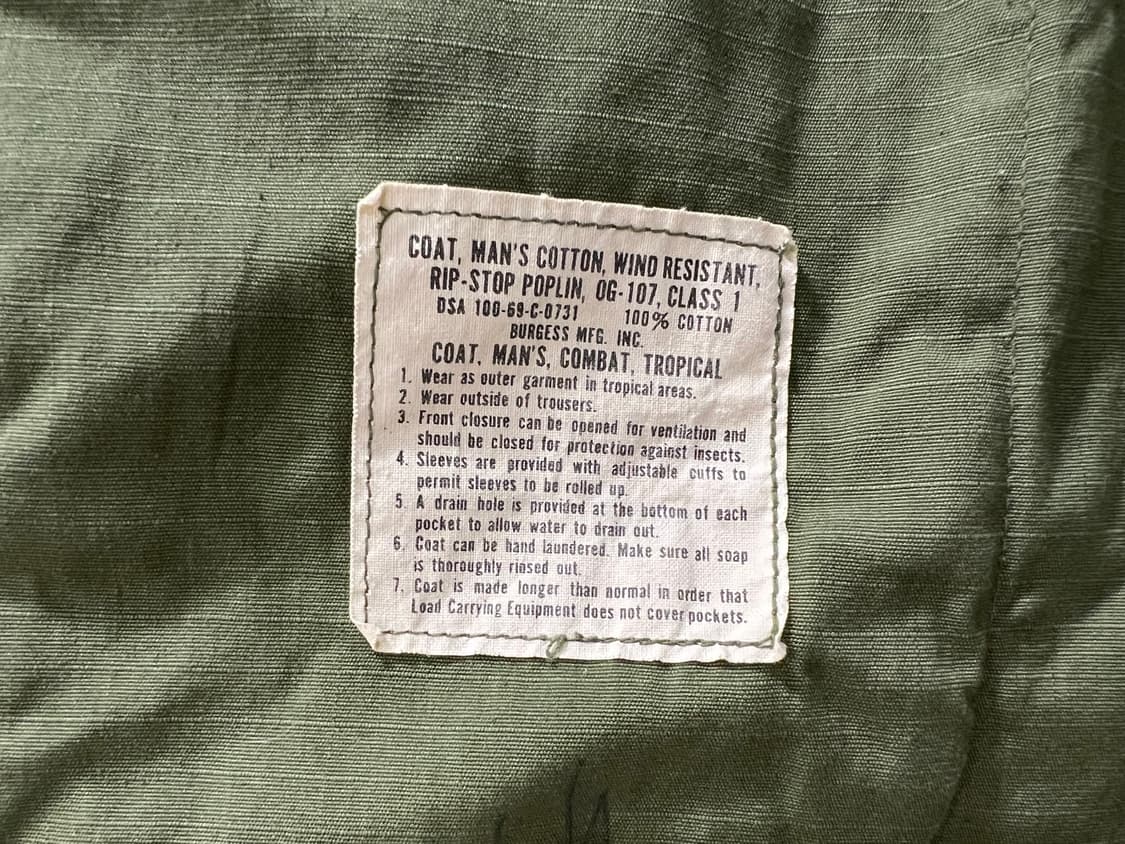 COAT, MAN'S COTTON, WIND RESISTANT,
RIP-STOP POPLIN, OG-107, CLASS 1
DSA 100-69-C-0731 100% COTTON
BURGESS MFG. INC.
COAT, MAN'S, COMBAT, TROPICAL
1. Wear as outer garment in tropical areas.
2. Wear outside of trousers.
3. Front closure can be opened for ventilation and
should be closed for protection against insects.
4. Sleeves are provided with adjustable cuffs to
permit sleeves to be rolled up.
5. A drain hole is provided at the bottom of each
pocket to allow water to drain out.
6. Coat can be hand laundered. Make sure all soap
is thoroughly rinsed out.
7. Coat is made longer than normal in order that
Load Carrying Equipment does not cover pockets.